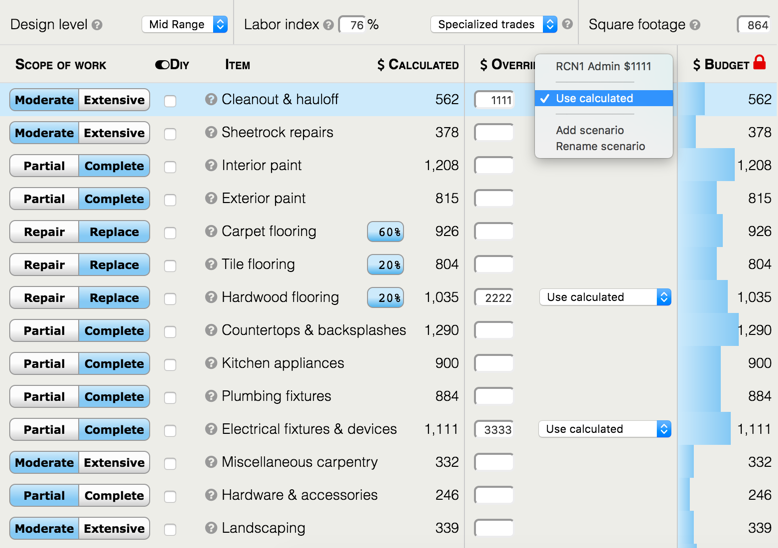 Design level ? Mid Range Labor index ? 76 % Specialized trades ? Square footage ? 864
SCOPE OF WORK DIY ITEM $ CALCULATED $ OVERRI $ BUDGET
RCN1 Admin $1111
✓ Use calculated
Add scenario
Rename scenario
Moderate Extensive ? Cleanout & hauloff 562 1111 562
Moderate Extensive ? Sheetrock repairs 378 378
Partial Complete ? Interior paint 1,208 1,208
Partial Complete ? Exterior paint 815 815
Repair Replace ? Carpet flooring 60% 926 926
Repair Replace ? Tile flooring 20% 804 804
Repair Replace ? Hardwood flooring 20% 1,035 2222 Use calculated 1,035
Partial Complete ? Countertops & backsplashes 1,290 1,290
Partial Complete ? Kitchen appliances 900 900
Partial Complete ? Plumbing fixtures 884 884
Partial Complete ? Electrical fixtures & devices 1,111 3333 Use calculated 1,111
Moderate Extensive ? Miscellaneous carpentry 332 332
Partial Complete ? Hardware & accessories 246 246
Moderate Extensive ? Landscaping 339 339